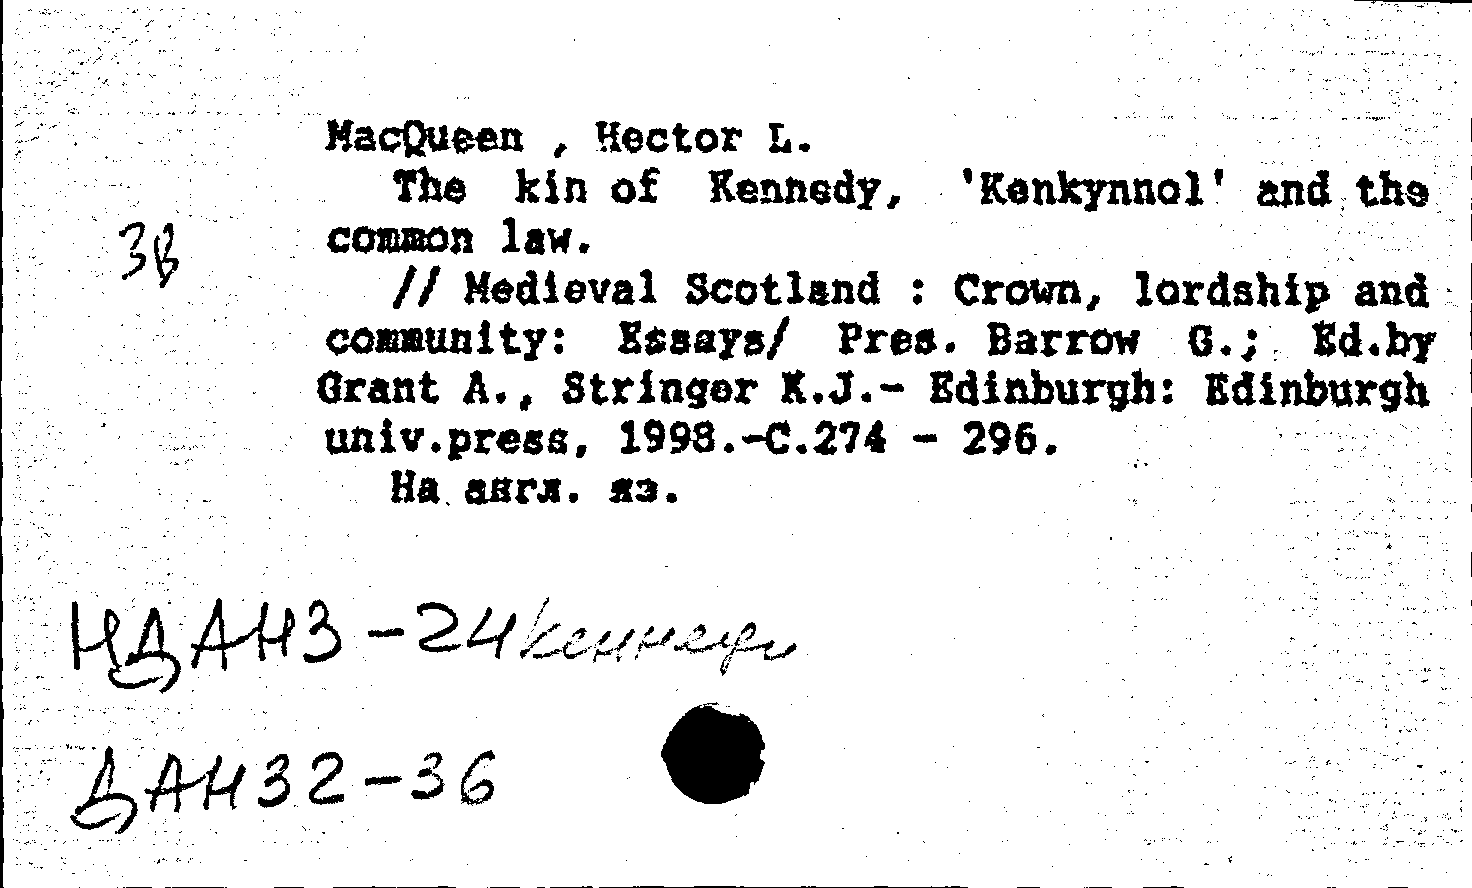 MacQueen , Hector L.
The kin of Kennedy, 'Kenkynnol' and the
common law.
ЗВ
// Medieval Scotland : Crown, lordship and
community: Essays/ Pres. Barrow G.; Ed.by
Grant A., Stringer K.J.- Edinburgh: Edinburgh
univ.press, 1998.-С.274 - 296.
На англ. яз.
НДАН3-24 Кеннеди
ДАН32-36